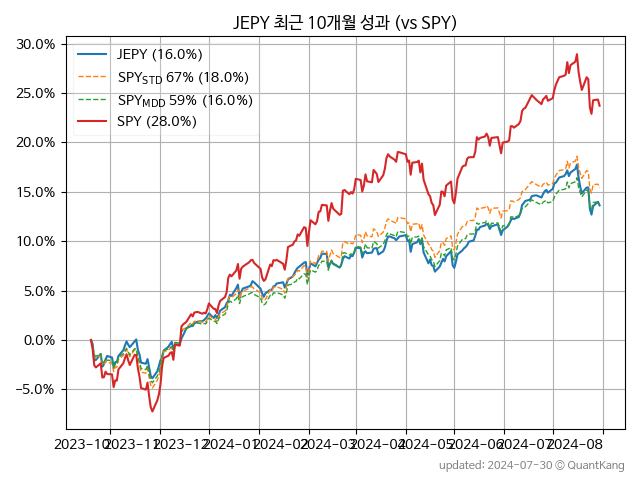 JEPY 최근 10개월 성과 (vs SPY)
30.0%
25.0%
20.0%
15.0%
10.0%
5.0%
0.0%
−5.0%
JEPY (16.0%)
SPY_STD 67% (18.0%)
SPY_MDD 59% (16.0%)
SPY (28.0%)
2023-10 2023-11 2023-12 2024-01 2024-02 2024-03 2024-04 2024-05 2024-06 2024-07 2024-08
updated: 2024-07-30 © QuantKang